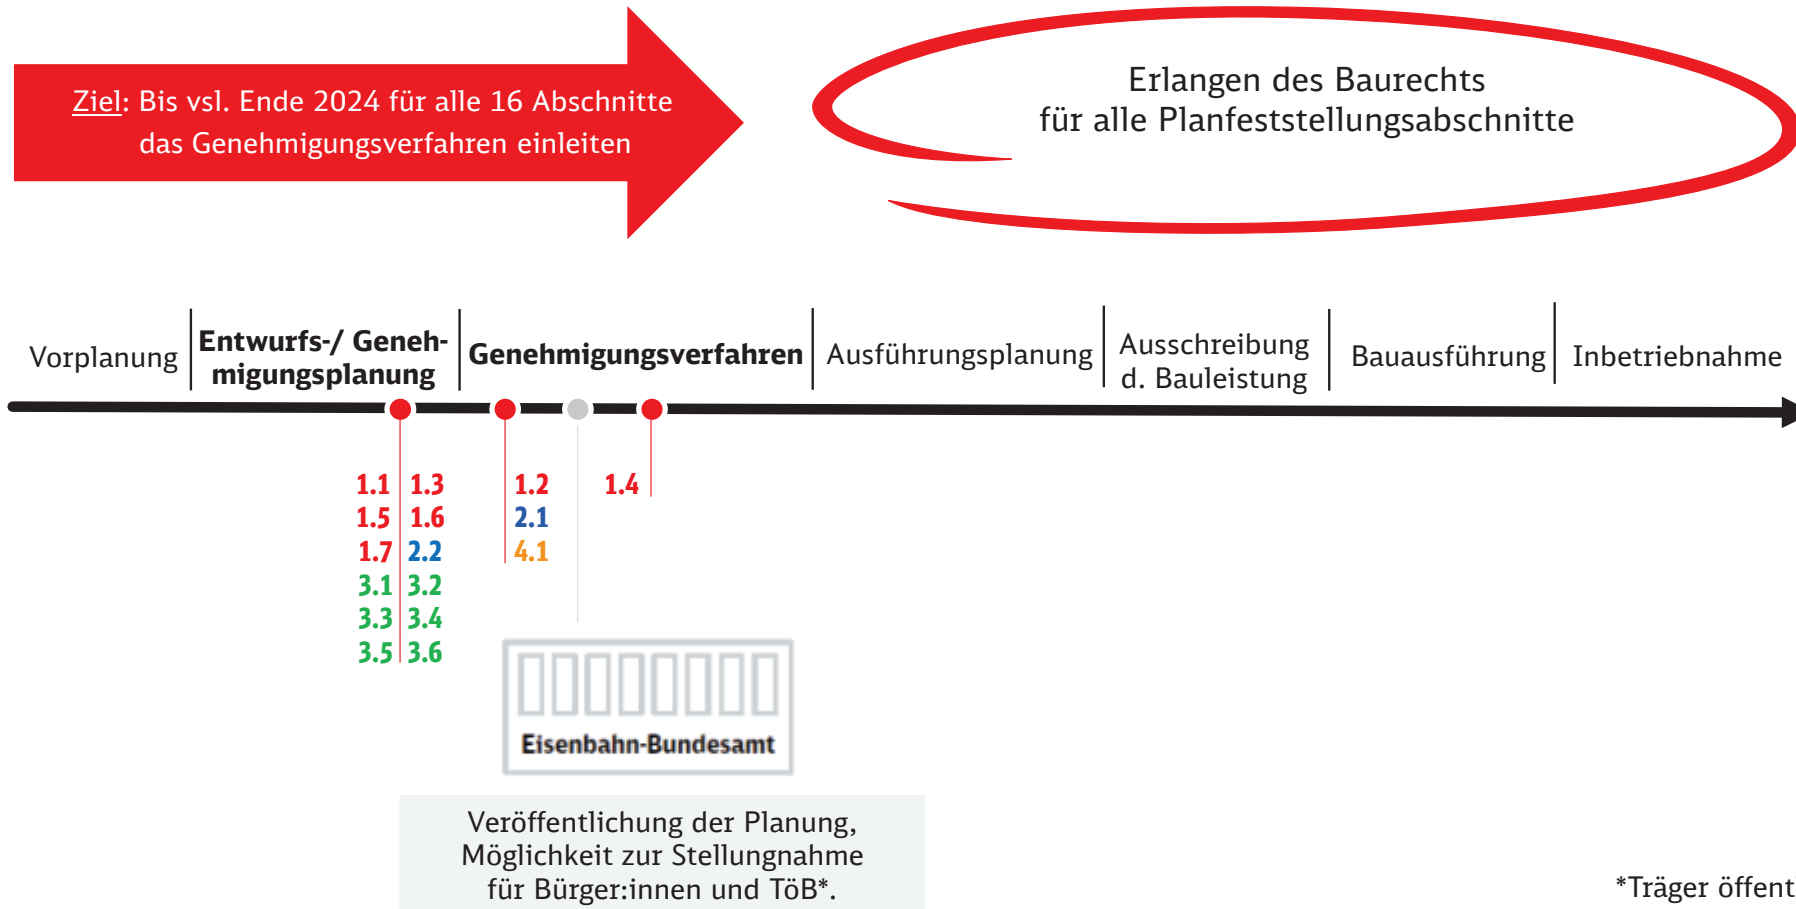 Ziel: Bis vsl. Ende 2024 für alle 16 Abschnitte
das Genehmigungsverfahren einleiten
Erlangen des Baurechts
für alle Planfeststellungsabschnitte
Vorplanung
Entwurfs-/ Geneh-
migungsplanung
Genehmigungsverfahren
Ausführungsplanung
Ausschreibung
d. Bauleistung
Bauausführung
Inbetriebnahme
1.1 1.3
1.5 1.6
1.7 2.2
3.1 3.2
3.3 3.4
3.5 3.6
1.2
2.1
4.1
1.4
Eisenbahn-Bundesamt
Veröffentlichung der Planung,
Möglichkeit zur Stellungnahme
für Bürger:innen und TöB*.
*Träger öffent